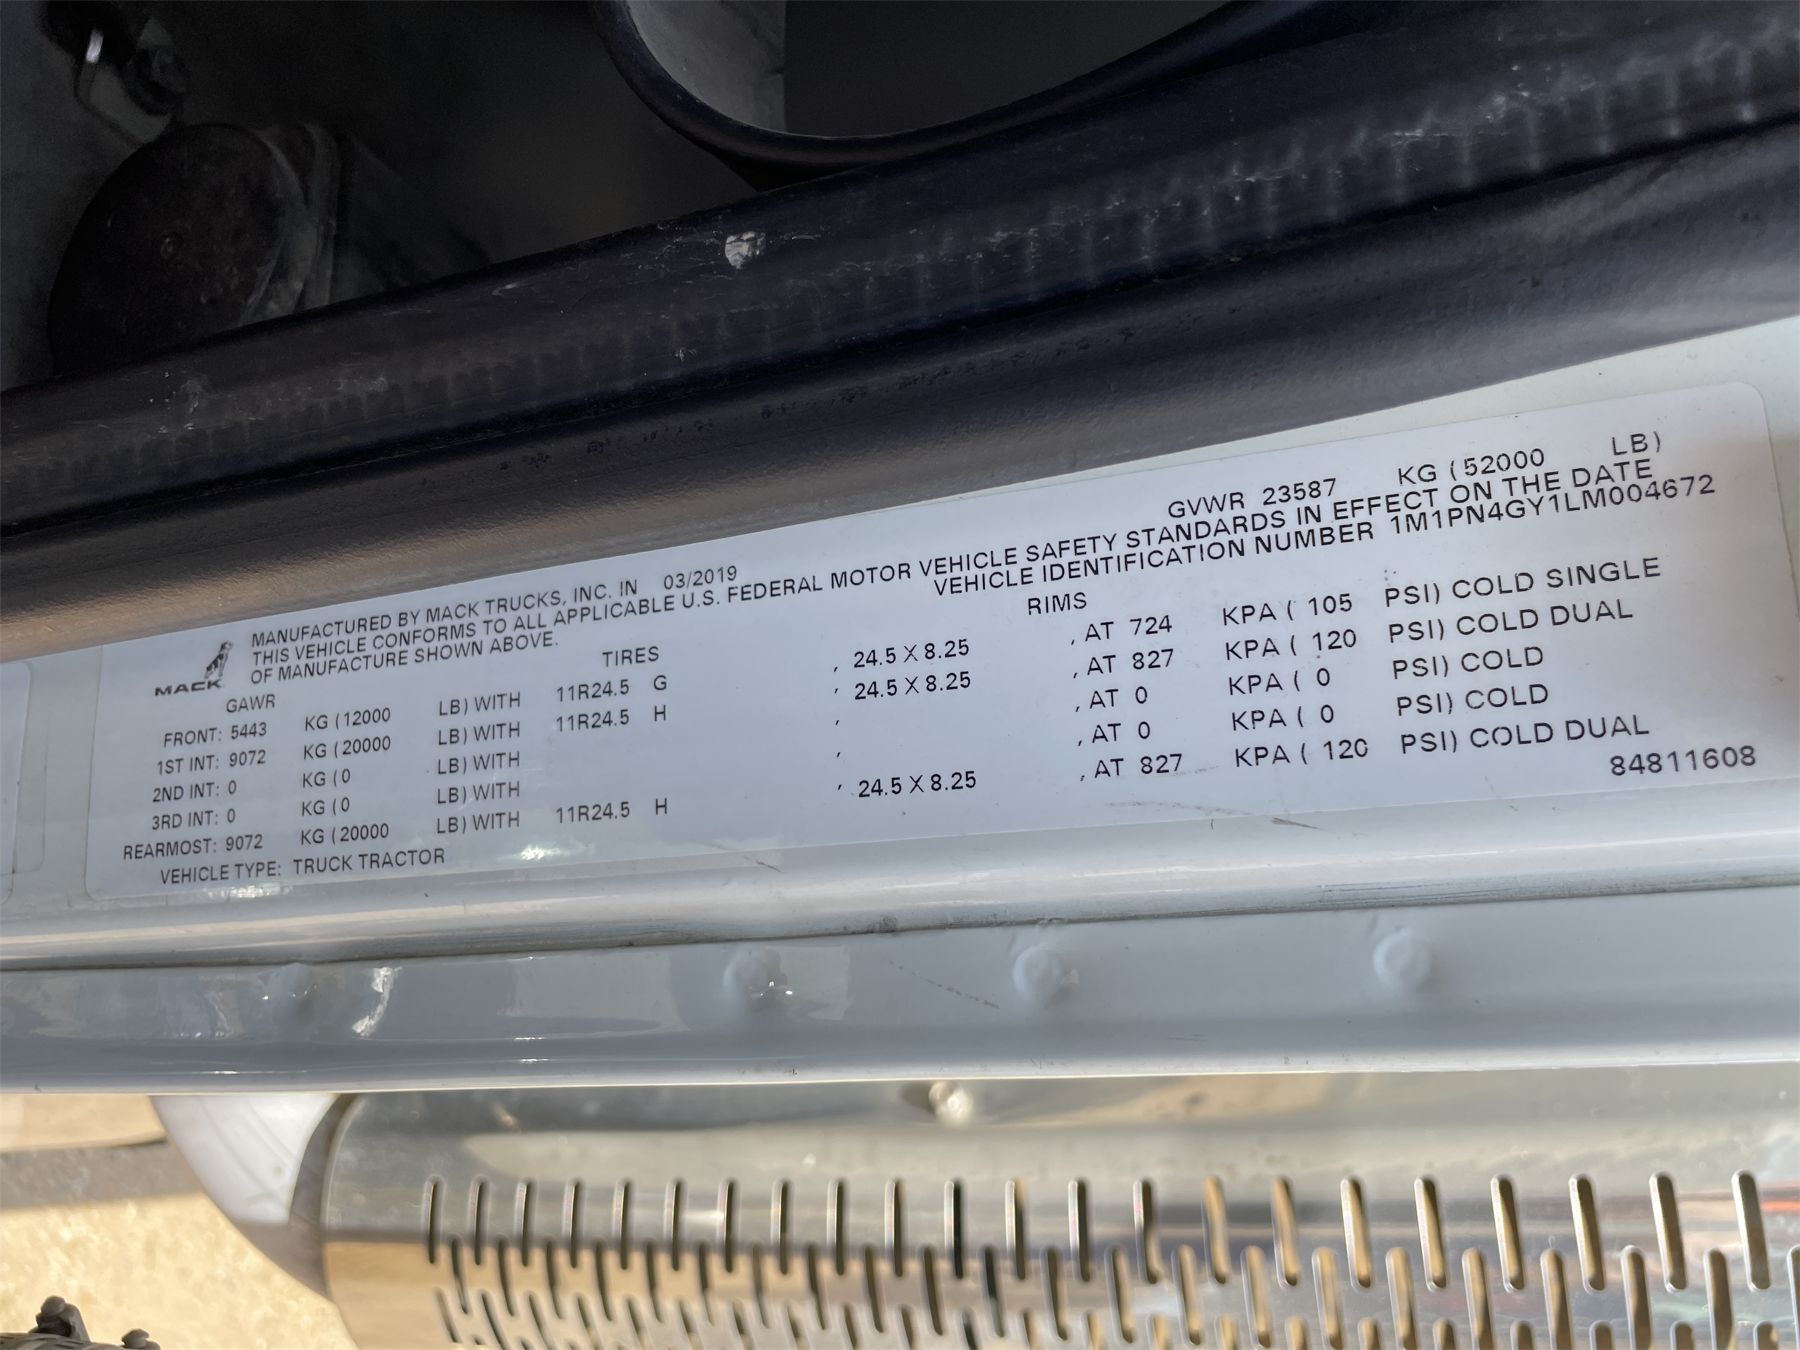 GVWR 23587 KG (52000 LB)
MANUFACTURED BY MACK TRUCKS, INC. IN 03/2019
THIS VEHICLE CONFORMS TO ALL APPLICABLE U.S. FEDERAL MOTOR VEHICLE SAFETY STANDARDS IN EFFECT ON THE DATE
OF MANUFACTURE SHOWN ABOVE. VEHICLE IDENTIFICATION NUMBER 1M1PN4GY1LM004672
MACK
GAWR TIRES RIMS
FRONT: 5443 KG (12000 LB) WITH 11R24.5 G , 24.5 X 8.25 , AT 724 KPA ( 105 PSI) COLD SINGLE
1ST INT: 9072 KG (20000 LB) WITH 11R24.5 H , 24.5 X 8.25 , AT 827 KPA ( 120 PSI) COLD DUAL
2ND INT: 0 KG (0 LB) WITH , , AT 0 KPA ( 0 PSI) COLD
3RD INT: 0 KG (0 LB) WITH , , AT 0 KPA ( 0 PSI) COLD
REARMOST: 9072 KG (20000 LB) WITH 11R24.5 H , 24.5 X 8.25 , AT 827 KPA ( 120 PSI) COLD DUAL
VEHICLE TYPE: TRUCK TRACTOR 84811608